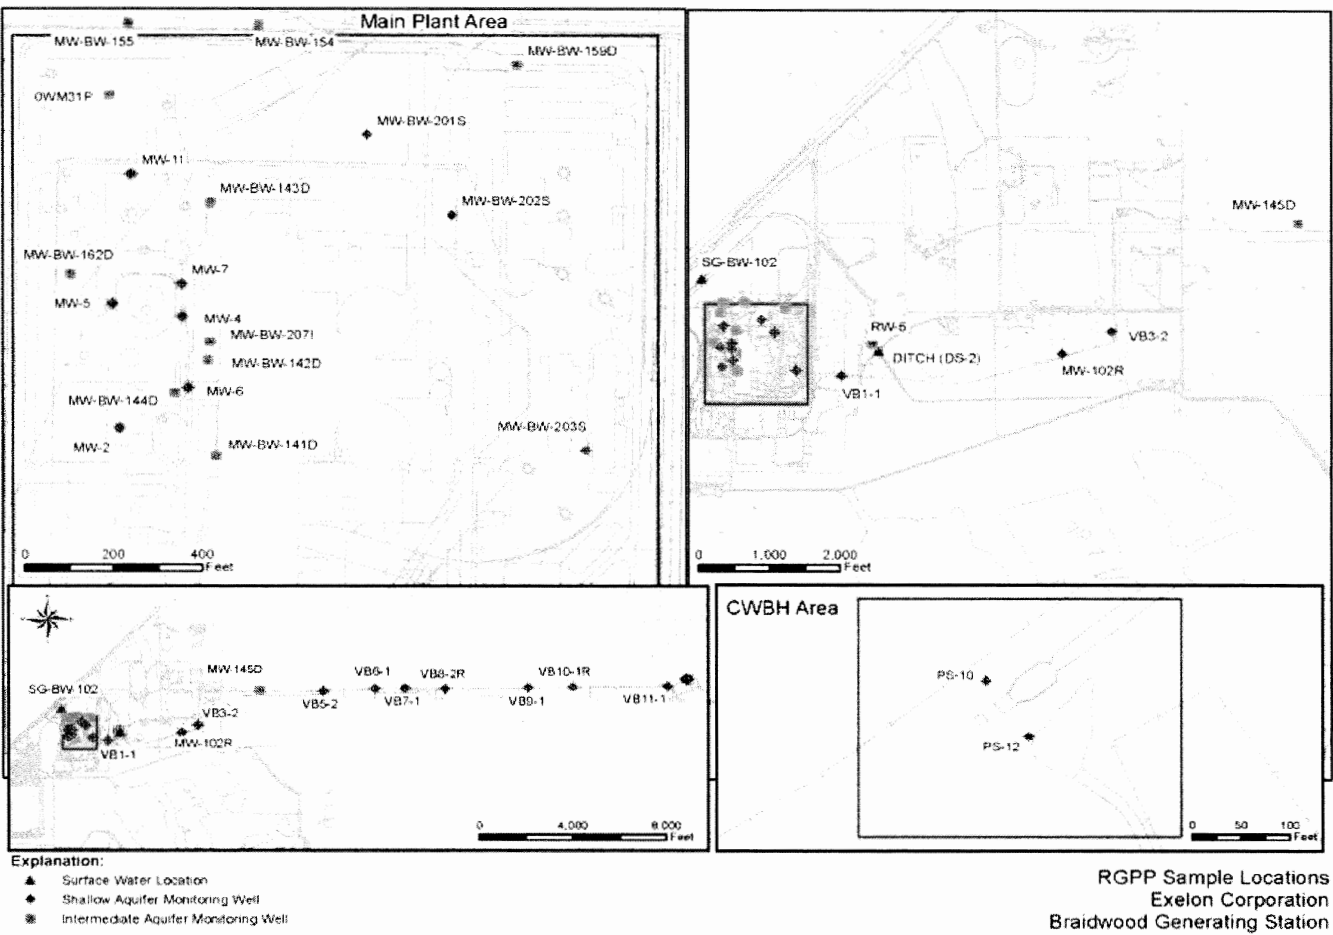 Main Plant Area
MW-BW-155
MW-BW-154
MW-BW-159D
OWM31P
MW-BW-201S
MW-11
MW-BW-143D
MW-BW-202S
MW-BW-162D
MW-7
MW-5
MW-4
MW-BW-207I
MW-BW-142D
MW-6
MW-BW-144D
MW-2
MW-BW-141D
MW-BW-203S
0 200 400
Feet
MW-145D
SG-BW-102
RW-5
DITCH (DS-2)
VB3-2
MW-102R
VB1-1
0 1,000 2,000
Feet
SG-BW-102
MW-145D
VB6-1
VB8-2R
VB10-1R
VB5-2
VB7-1
VB9-1
VB11-1
VB3-2
MW-102R
VB1-1
0 4,000 8,000
Feet
CWBH Area
PS-10
PS-12
0 50 100
Feet
Explanation:
Surface Water Location
Shallow Aquifer Monitoring Well
Intermediate Aquifer Monitoring Well
RGPP Sample Locations
Exelon Corporation
Braidwood Generating Station